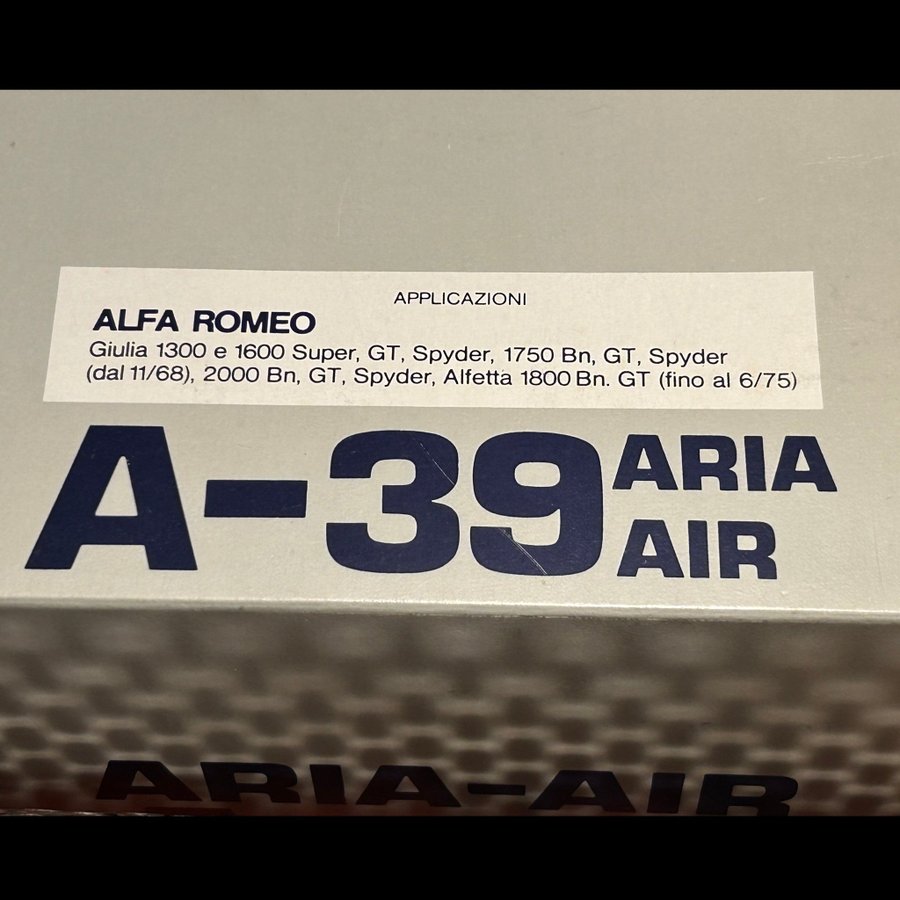 APPLICAZIONI
ALFA ROMEO
Giulia 1300 e 1600 Super, GT, Spyder, 1750 Bn, GT, Spyder
(dal 11/68), 2000 Bn, GT, Spyder, Alfetta 1800 Bn. GT (fino al 6/75)
A-39 ARIA
AIR
ARIA-AIR